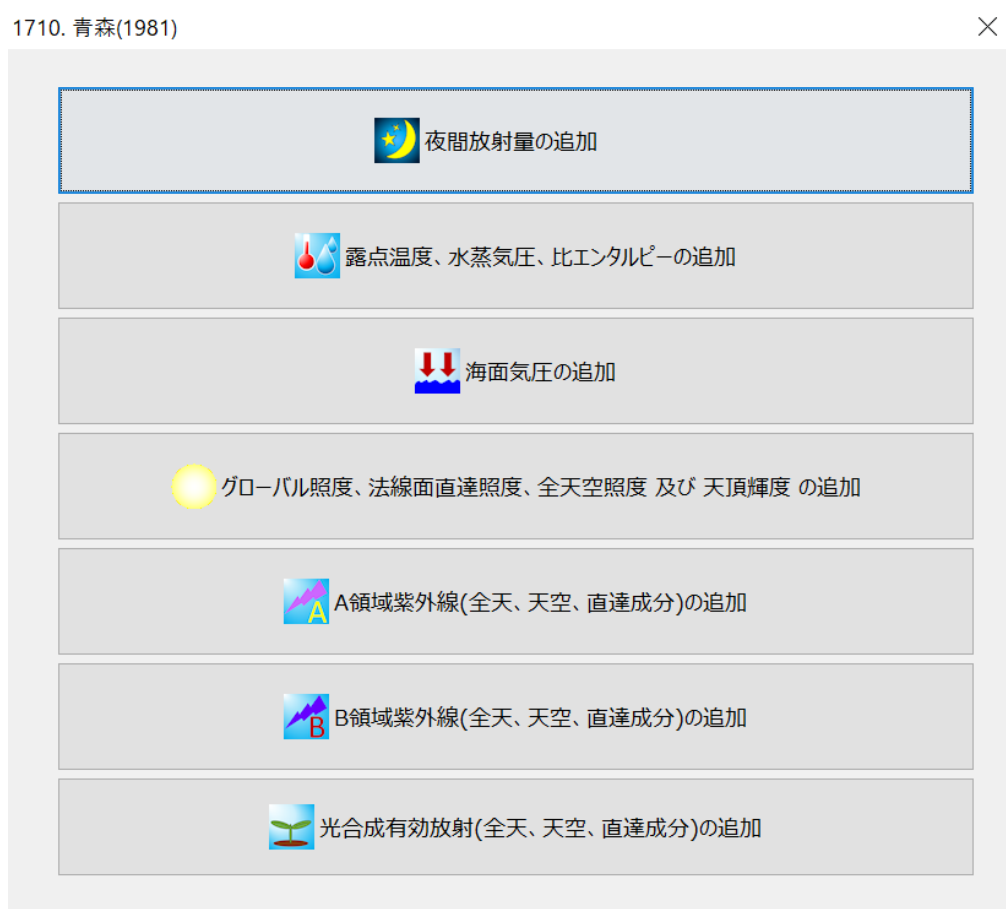 1710. 青森(1981)
夜間放射量の追加
露点温度、水蒸気圧、比エンタルピーの追加
海面気圧の追加
グローバル照度、法線面直達照度、全天空照度 及び 天頂輝度 の追加
A
A領域紫外線(全天、天空、直達成分)の追加
B
B領域紫外線(全天、天空、直達成分)の追加
光合成有効放射(全天、天空、直達成分)の追加